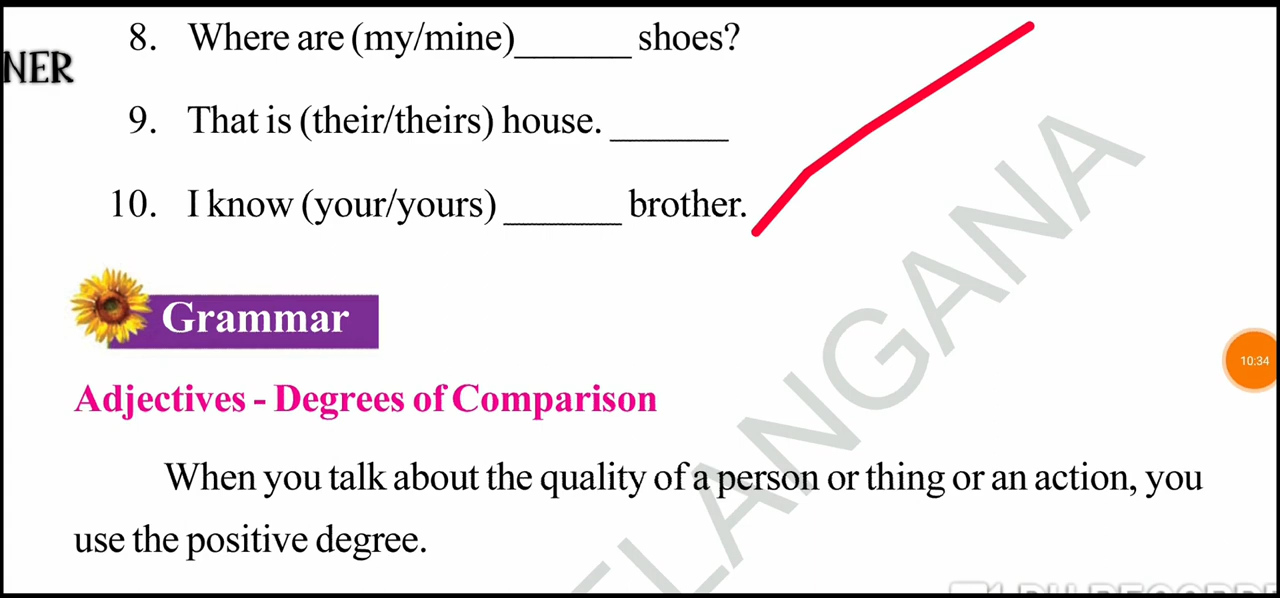 8. Where are (my/mine)______ shoes?
NER
9. That is (their/theirs) house. ______
10. I know (your/yours) ______ brother.
Grammar
Adjectives - Degrees of Comparison
10:34
When you talk about the quality of a person or thing or an action, you
use the positive degree.